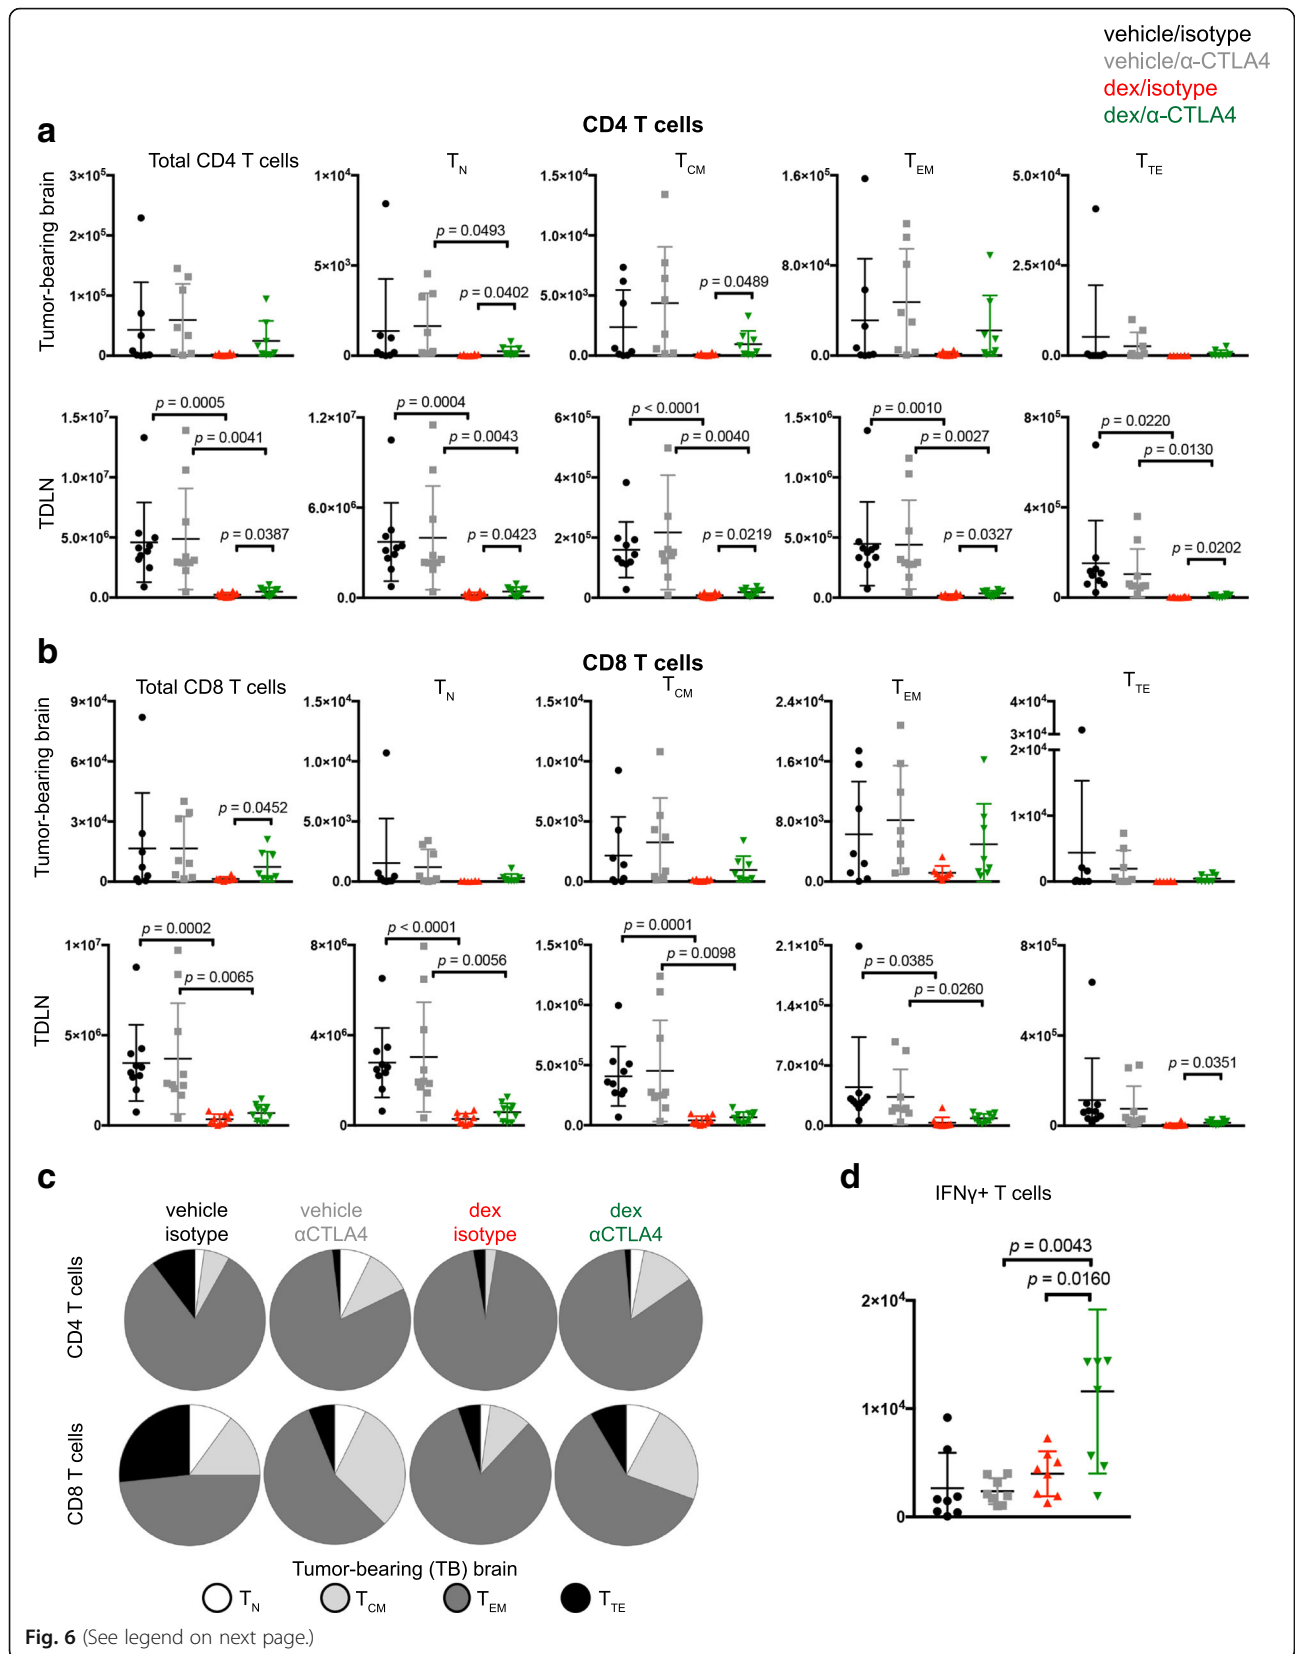 vehicle/isotype
vehicle/α-CTLA4
dex/isotype
dex/α-CTLA4
a
CD4 T cells
Total CD4 T cells
T_N
T_CM
T_EM
T_TE
Tumor-bearing brain
3×10⁵
2×10⁵
1×10⁵
0
1×10⁴
5×10³
0
p = 0.0493
p = 0.0402
1.5×10⁴
1.0×10⁴
5.0×10³
0.0
p = 0.0489
1.6×10⁵
8.0×10⁴
0.0
5.0×10⁴
2.5×10⁴
0.0
TDLN
1.5×10⁷
1.0×10⁷
5.0×10⁶
0.0
p = 0.0005
p = 0.0041
p = 0.0387
1.2×10⁷
6.0×10⁶
0.0
p = 0.0004
p = 0.0043
p = 0.0423
6×10⁵
4×10⁵
2×10⁵
0
p < 0.0001
p = 0.0040
p = 0.0219
1.5×10⁶
1.0×10⁶
5.0×10⁵
0.0
p = 0.0010
p = 0.0027
p = 0.0327
8×10⁵
4×10⁵
0
p = 0.0220
p = 0.0130
p = 0.0202
b
CD8 T cells
Total CD8 T cells
T_N
T_CM
T_EM
T_TE
Tumor-bearing brain
9×10⁴
6×10⁴
3×10⁴
0
p = 0.0452
1.5×10⁴
1.0×10⁴
5.0×10³
0.0
1.5×10⁴
1.0×10⁴
5.0×10³
0.0
2.4×10⁴
1.6×10⁴
8.0×10³
0.0
4×10⁴
3×10⁴
2×10⁴
1×10⁴
0
TDLN
1×10⁷
5×10⁶
0
p = 0.0002
p = 0.0065
8×10⁶
4×10⁶
0
p < 0.0001
p = 0.0056
1.5×10⁶
1.0×10⁶
5.0×10⁵
0.0
p = 0.0001
p = 0.0098
2.1×10⁵
1.4×10⁵
7.0×10⁴
0.0
p = 0.0385
p = 0.0260
8×10⁵
4×10⁵
0
p = 0.0351
c
vehicle
isotype
vehicle
αCTLA4
dex
isotype
dex
αCTLA4
CD4 T cells
CD8 T cells
Tumor-bearing (TB) brain
T_N
T_CM
T_EM
T_TE
d
IFNγ+ T cells
p = 0.0043
p = 0.0160
2×10⁴
1×10⁴
0
Fig. 6 (See legend on next page.)